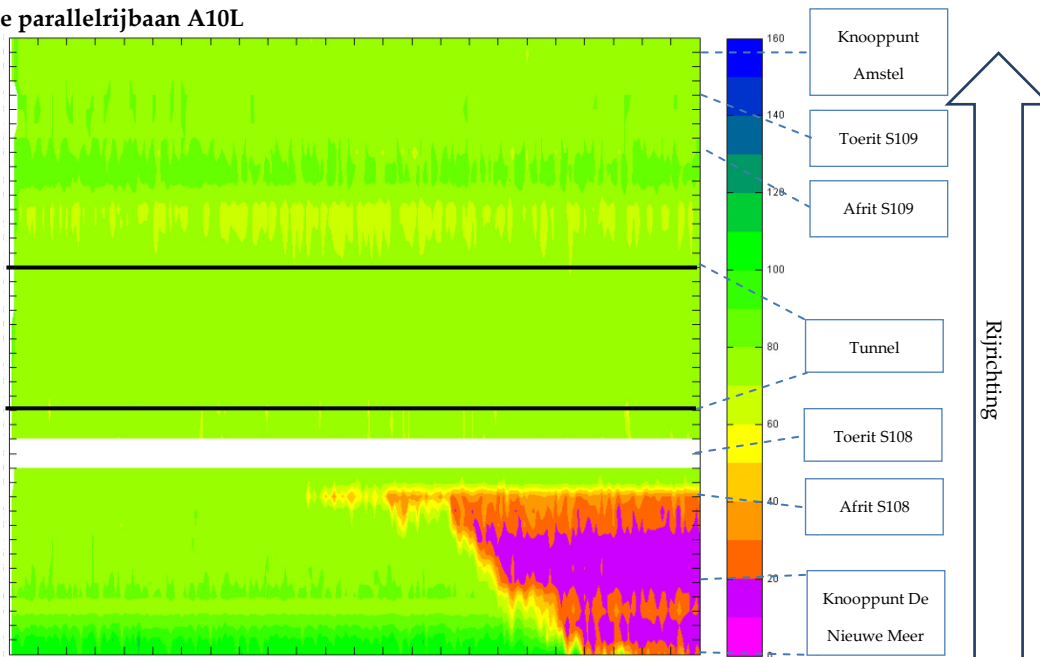 e parallelrijbaan A10L
160
140
120
100
80
60
40
20
0
Knooppunt
Amstel
Toerit S109
Afrit S109
Tunnel
Toerit S108
Afrit S108
Knooppunt De
Nieuwe Meer
Rijrichting